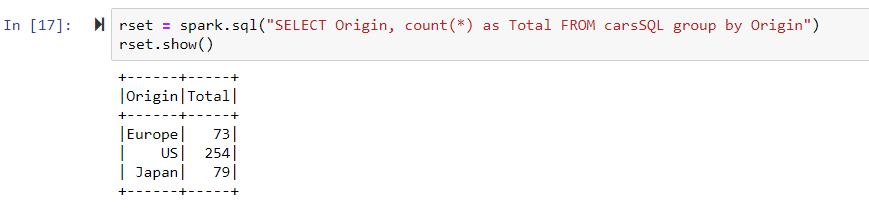 In [17]: rset = spark.sql("SELECT Origin, count(*) as Total FROM carsSQL group by Origin")
rset.show()
+------+-----+
|Origin|Total|
+------+-----+
|Europe|   73|
|    US|  254|
| Japan|   79|
+------+-----+